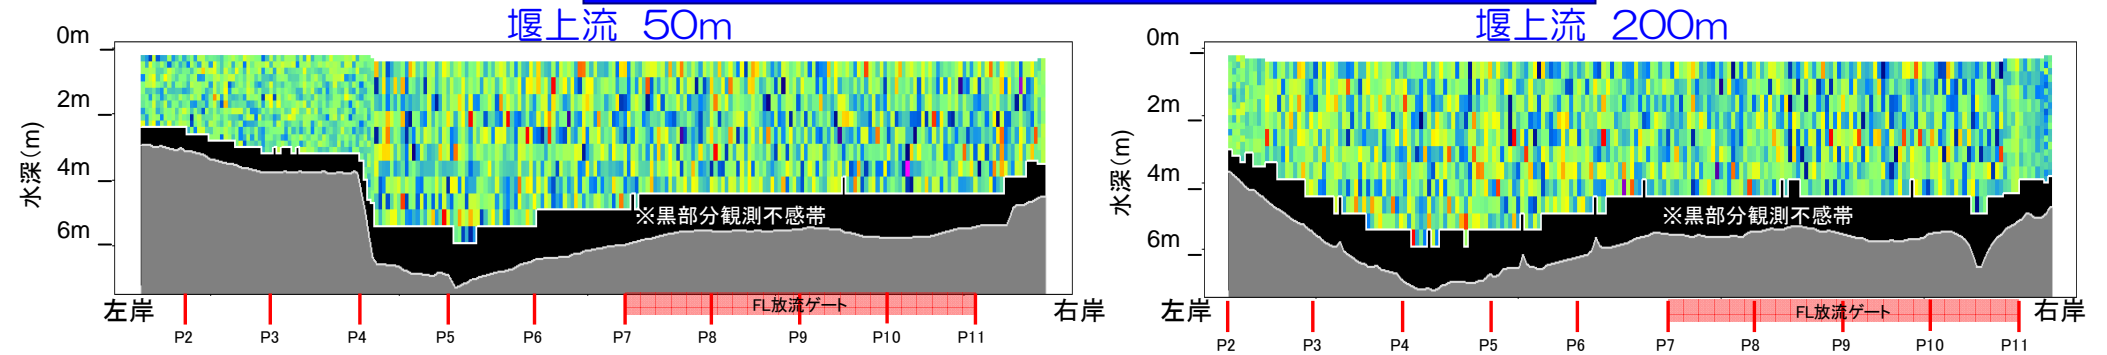 堰上流 50m
0m
2m
4m
6m
水深(m)
※黒部分観測不感帯
FL放流ゲート
左岸
右岸
P2 P3 P4 P5 P6 P7 P8 P9 P10 P11
堰上流 200m
0m
2m
4m
6m
水深(m)
※黒部分観測不感帯
FL放流ゲート
左岸
右岸
P2 P3 P4 P5 P6 P7 P8 P9 P10 P11